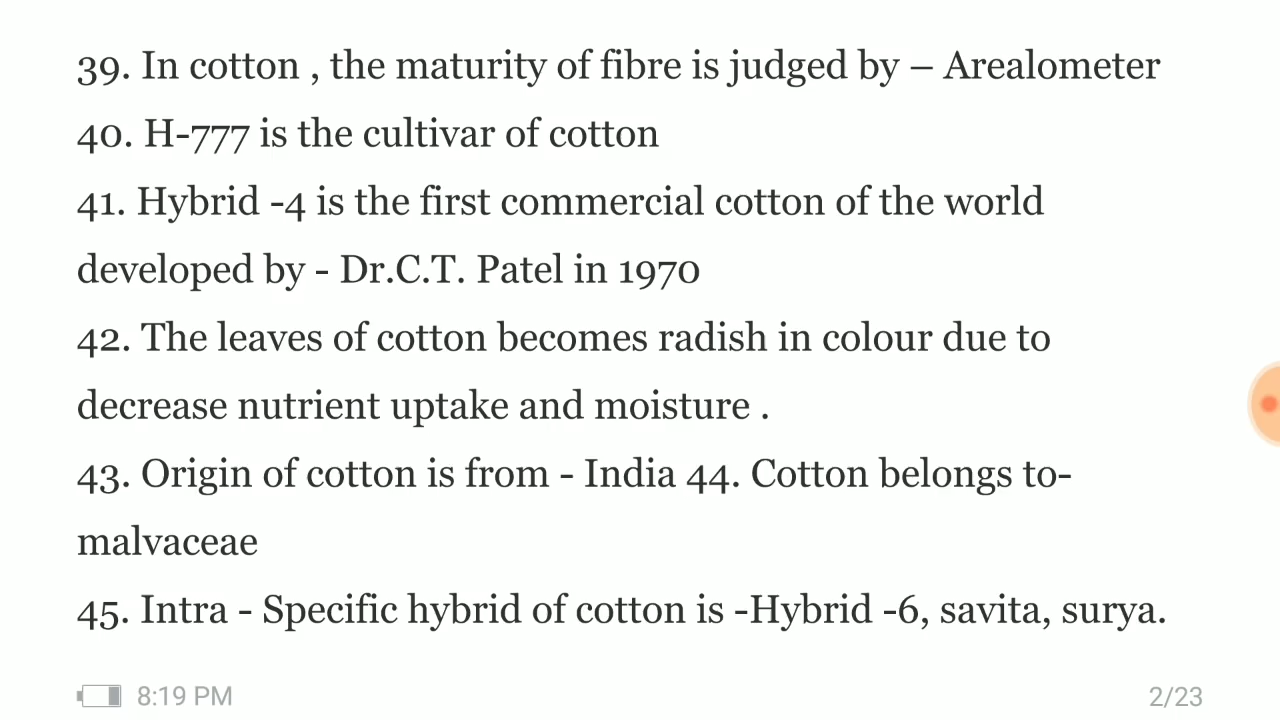 39. In cotton , the maturity of fibre is judged by – Arealometer
40. H-777 is the cultivar of cotton
41. Hybrid -4 is the first commercial cotton of the world
developed by - Dr.C.T. Patel in 1970
42. The leaves of cotton becomes radish in colour due to
decrease nutrient uptake and moisture .
43. Origin of cotton is from - India 44. Cotton belongs to-
malvaceae
45. Intra - Specific hybrid of cotton is -Hybrid -6, savita, surya.
8:19 PM 2/23